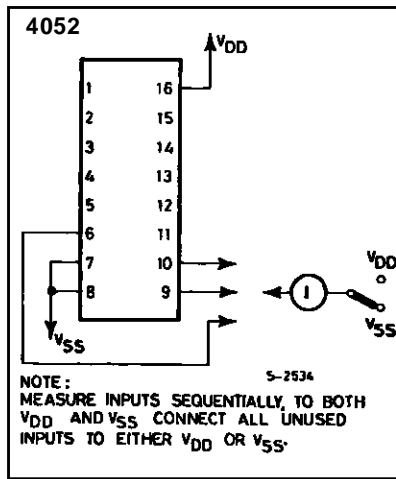 4052
VDD
1 16
2 15
3 14
4 13
5 12
6 11
7 10
8 9
I
VDD
VSS
VSS
S-2534
NOTE:
MEASURE INPUTS SEQUENTIALLY, TO BOTH
VDD AND VSS CONNECT ALL UNUSED
INPUTS TO EITHER VDD OR VSS.